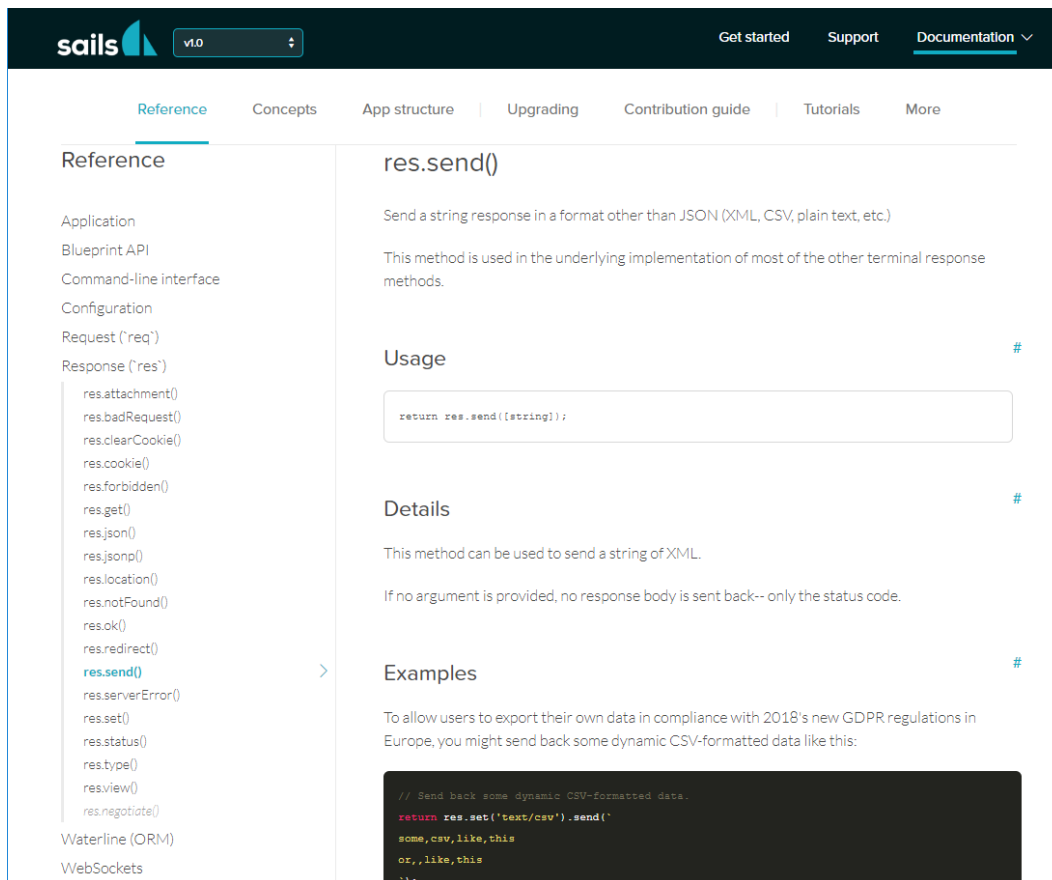 sails
v1.0
Get started
Support
Documentation
Reference
Concepts
App structure
Upgrading
Contribution guide
Tutorials
More
Reference
Application
Blueprint API
Command-line interface
Configuration
Request (`req`)
Response (`res`)
res.attachment()
res.badRequest()
res.clearCookie()
res.cookie()
res.forbidden()
res.get()
res.json()
res.jsonp()
res.location()
res.notFound()
res.ok()
res.redirect()
res.send()
res.serverError()
res.set()
res.status()
res.type()
res.view()
res.negotiate()
Waterline (ORM)
WebSockets
res.send()
Send a string response in a format other than JSON (XML, CSV, plain text, etc.)
This method is used in the underlying implementation of most of the other terminal response
methods.
Usage
#
return res.send([string]);
Details
#
This method can be used to send a string of XML.
If no argument is provided, no response body is sent back-- only the status code.
Examples
#
To allow users to export their own data in compliance with 2018's new GDPR regulations in
Europe, you might send back some dynamic CSV-formatted data like this:
// Send back some dynamic CSV-formatted data.
return res.set('text/csv').send(`
some,csv,like,this
or,,like,this
`);